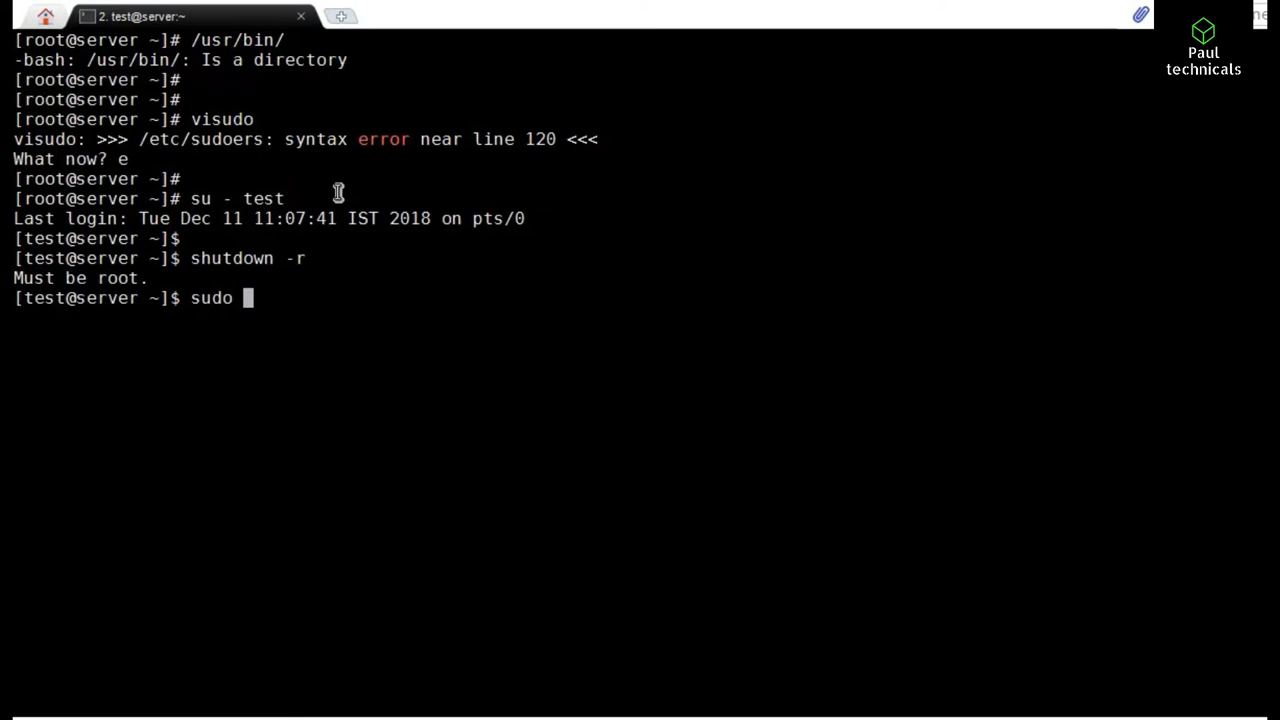 2. test@server:~
[root@server ~]# /usr/bin/
-bash: /usr/bin/: Is a directory
[root@server ~]#
[root@server ~]#
[root@server ~]# visudo
visudo: >>> /etc/sudoers: syntax error near line 120 <<<
What now? e
[root@server ~]#
[root@server ~]# su - test
Last login: Tue Dec 11 11:07:41 IST 2018 on pts/0
[test@server ~]$
[test@server ~]$ shutdown -r
Must be root.
[test@server ~]$ sudo
Paul
technicals